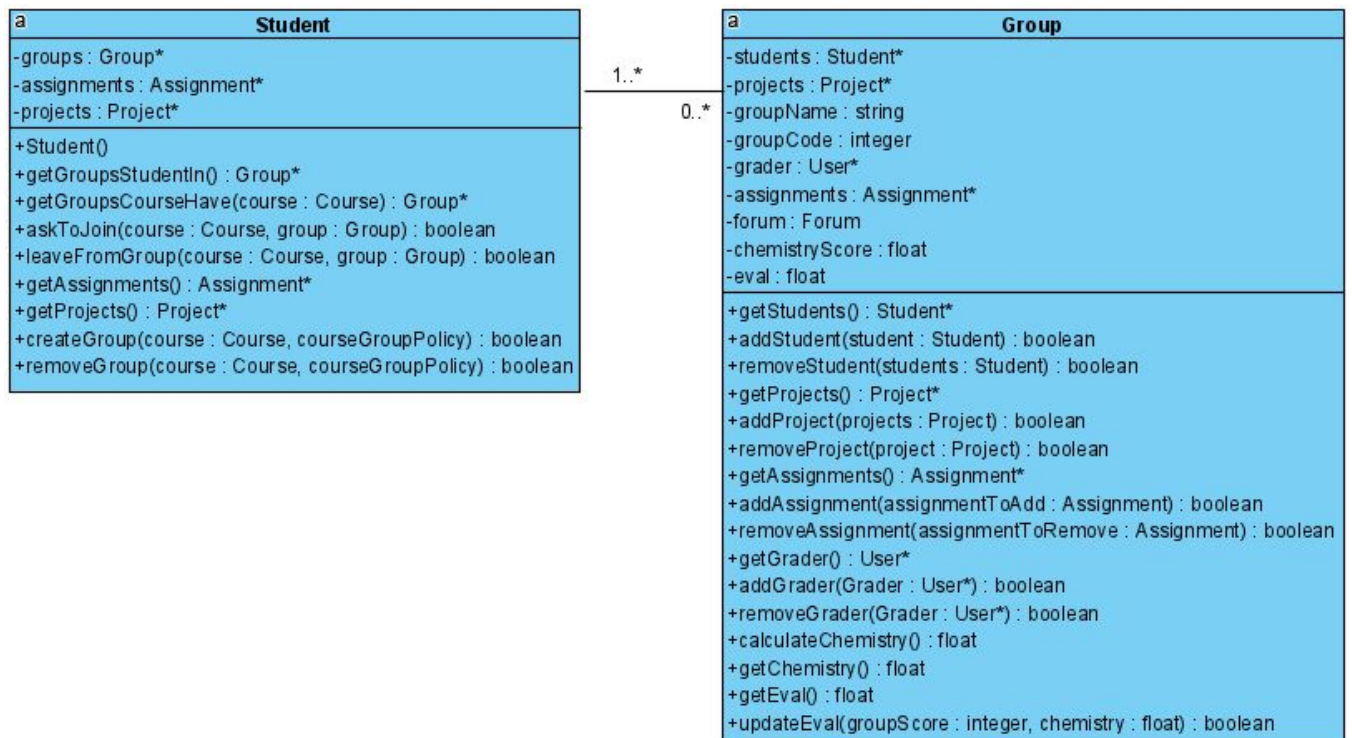 a
Student
-groups : Group*
-assignments : Assignment*
-projects : Project*
+Student()
+getGroupsStudentIn() : Group*
+getGroupsCourseHave(course : Course) : Group*
+askToJoin(course : Course, group : Group) : boolean
+leaveFromGroup(course : Course, group : Group) : boolean
+getAssignments() : Assignment*
+getProjects() : Project*
+createGroup(course : Course, courseGroupPolicy) : boolean
+removeGroup(course : Course, courseGroupPolicy) : boolean
1..*
0..*
a
Group
-students : Student*
-projects : Project*
-groupName : string
-groupCode : integer
-grader : User*
-assignments : Assignment*
-forum : Forum
-chemistryScore : float
-eval : float
+getStudents() : Student*
+addStudent(student : Student) : boolean
+removeStudent(students : Student) : boolean
+getProjects() : Project*
+addProject(projects : Project) : boolean
+removeProject(project : Project) : boolean
+getAssignments() : Assignment*
+addAssignment(assignmentToAdd : Assignment) : boolean
+removeAssignment(assignmentToRemove : Assignment) : boolean
+getGrader() : User*
+addGrader(Grader : User*) : boolean
+removeGrader(Grader : User*) : boolean
+calculateChemistry() : float
+getChemistry() : float
+getEval() : float
+updateEval(groupScore : integer, chemistry : float) : boolean